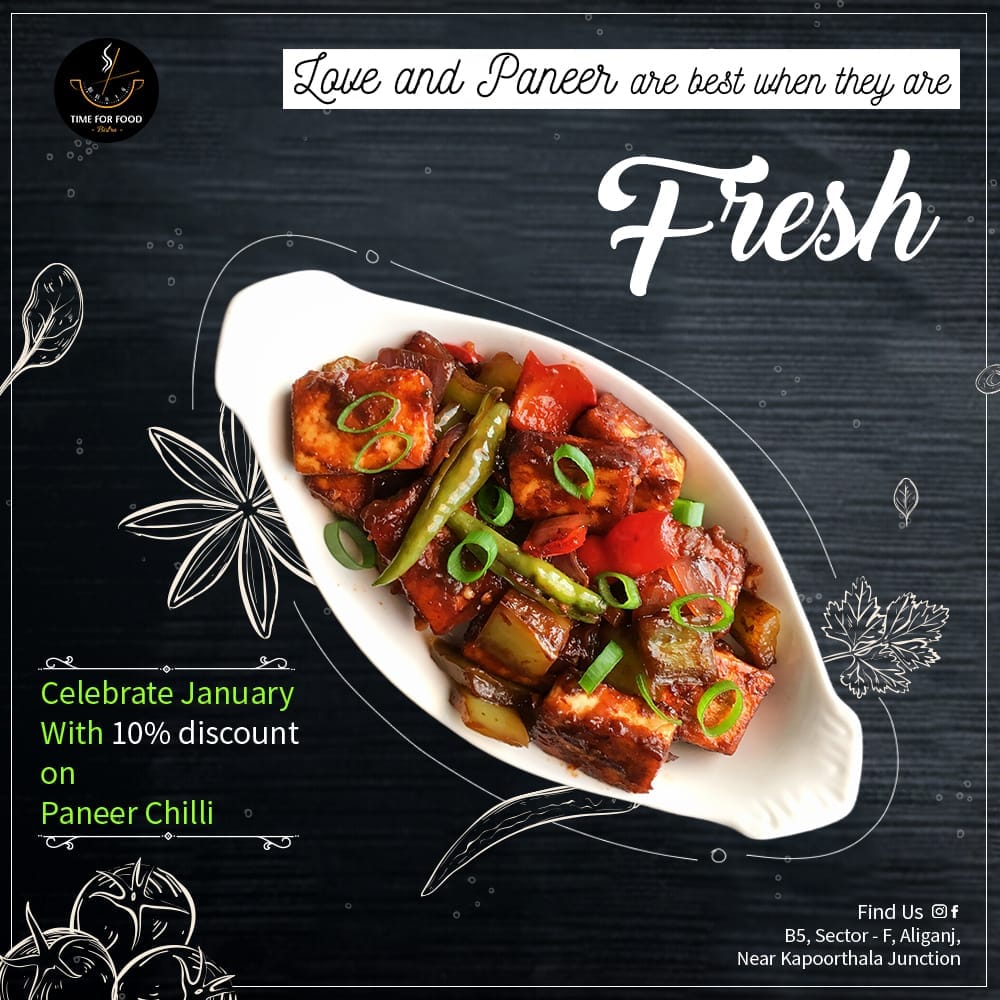 TIME FOR FOOD
- Bistro -
Love and Paneer are best when they are
Fresh
Celebrate January
With 10% discount
on
Paneer Chilli
Find Us
B5, Sector - F, Aliganj,
Near Kapoorthala Junction